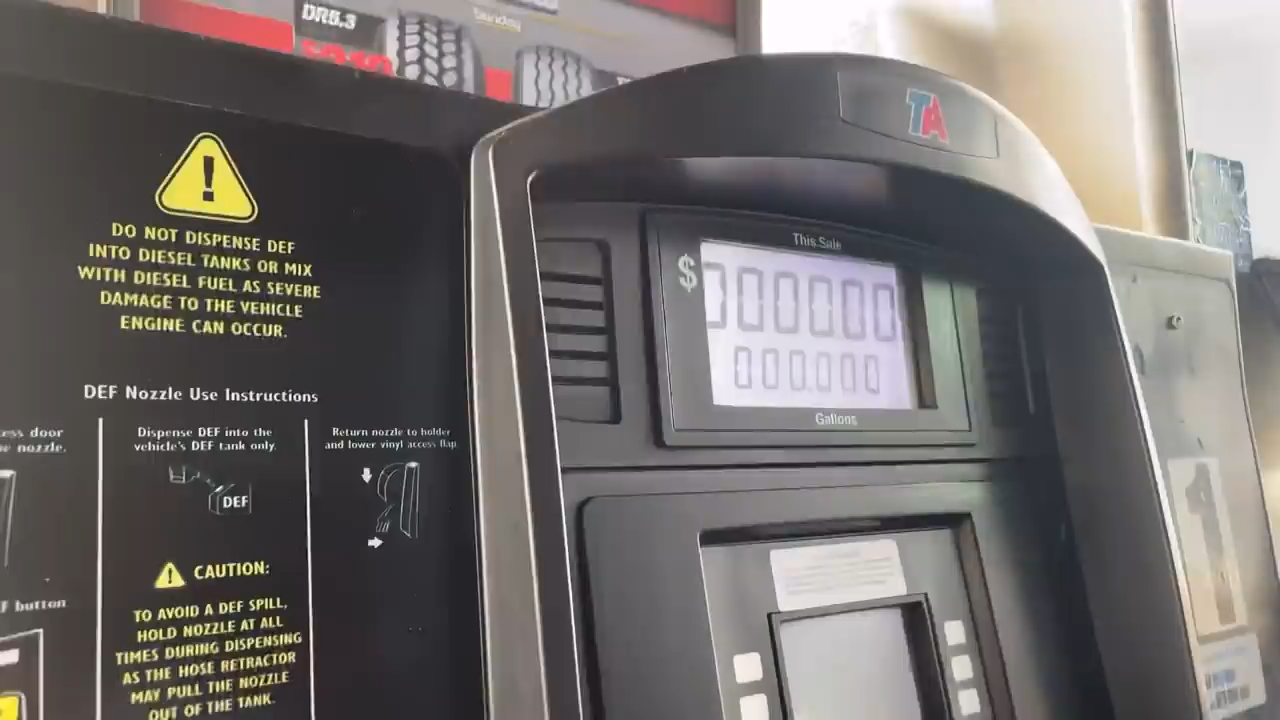 DR5.3
TA
DO NOT DISPENSE DEF
INTO DIESEL TANKS OR MIX
WITH DIESEL FUEL AS SEVERE
DAMAGE TO THE VEHICLE
ENGINE CAN OCCUR.
DEF Nozzle Use Instructions
ess door
nozzle.
Dispense DEF into the
vehicle's DEF tank only.
DEF
Return nozzle to holder
and lower vinyl access flap.
CAUTION:
TO AVOID A DEF SPILL,
HOLD NOZZLE AT ALL
TIMES DURING DISPENSING
AS THE HOSE RETRACTOR
MAY PULL THE NOZZLE
OUT OF THE TANK.
button
This Sale
$
000000
000000
Gallons
1